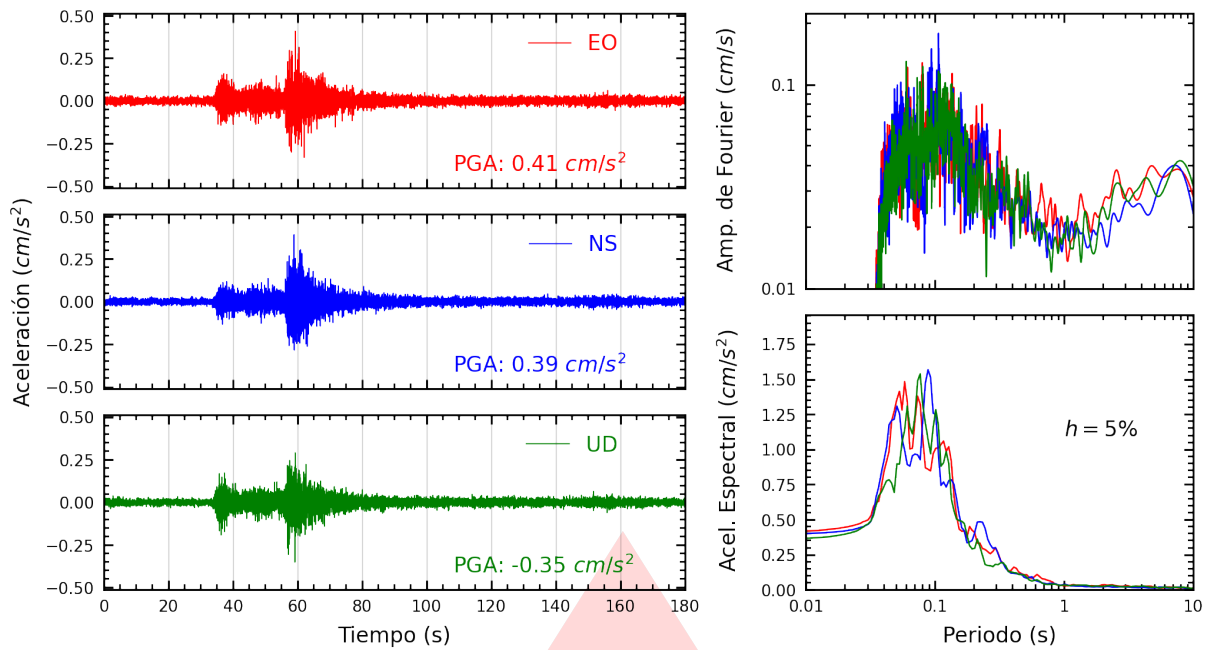 Aceleración (cm/s²)
0.50
0.25
0.00
−0.25
−0.50
EO
PGA: 0.41 cm/s²
0.50
0.25
0.00
−0.25
−0.50
NS
PGA: 0.39 cm/s²
0.50
0.25
0.00
−0.25
−0.50
UD
PGA: -0.35 cm/s²
0 20 40 60 80 100 120 140 160 180
Tiempo (s)
Amp. de Fourier (cm/s)
0.1
0.01
Acel. Espectral (cm/s²)
1.75
1.50
1.25
1.00
0.75
0.50
0.25
0.00
h = 5%
0.01 0.1 1 10
Periodo (s)